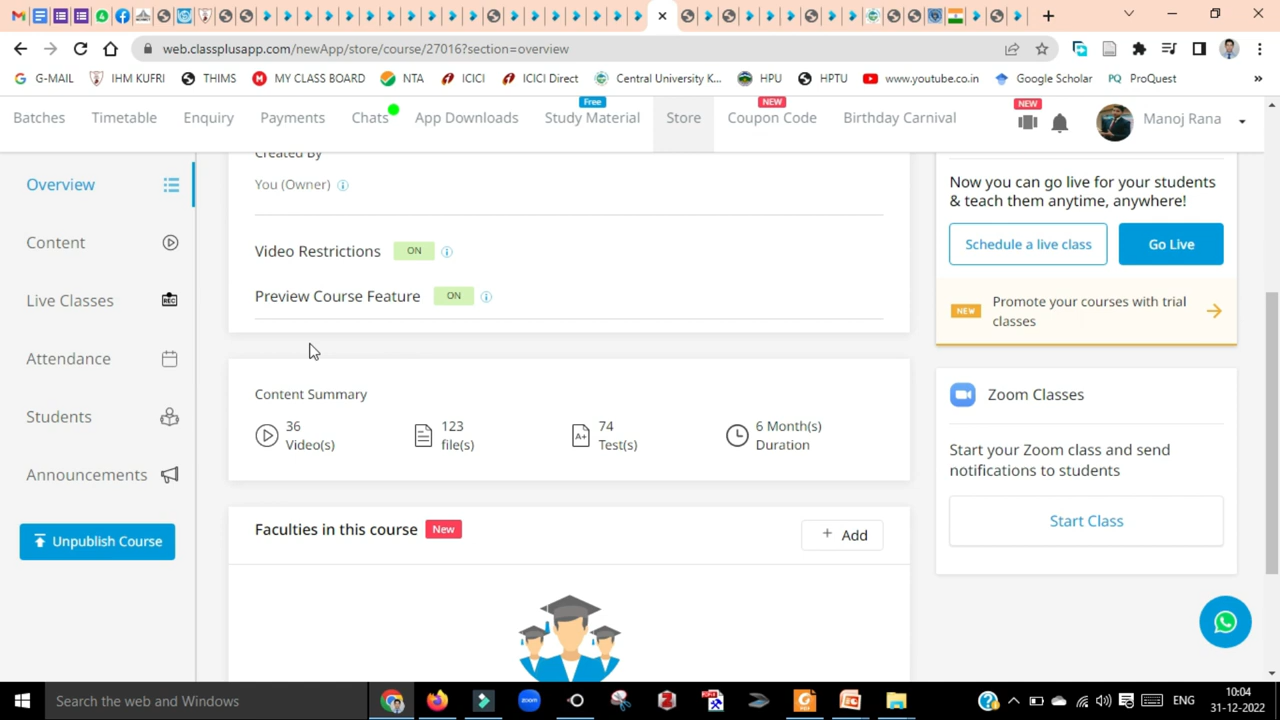 web.classplusapp.com/newApp/store/course/27016?section=overview
G-MAIL
IHM KUFRI
THIMS
MY CLASS BOARD
NTA
ICICI
ICICI Direct
Central University K...
HPU
HPTU
www.youtube.co.in
Google Scholar
PQ
ProQuest
»
Batches
Timetable
Enquiry
Payments
Chats
App Downloads
Free
Study Material
Store
NEW
Coupon Code
Birthday Carnival
NEW
Manoj Rana
Overview
Content
Live Classes
REC
Attendance
Students
Announcements
Unpublish Course
Created By
You (Owner)
Video Restrictions
ON
Preview Course Feature
ON
Content Summary
36
Video(s)
123
file(s)
A+
74
Test(s)
6 Month(s)
Duration
Faculties in this course
New
+ Add
Now you can go live for your students
& teach them anytime, anywhere!
Schedule a live class
Go Live
NEW
Promote your courses with trial
classes
Zoom Classes
Start your Zoom class and send
notifications to students
Start Class
Search the web and Windows
zoom
ENG
10:04
31-12-2022